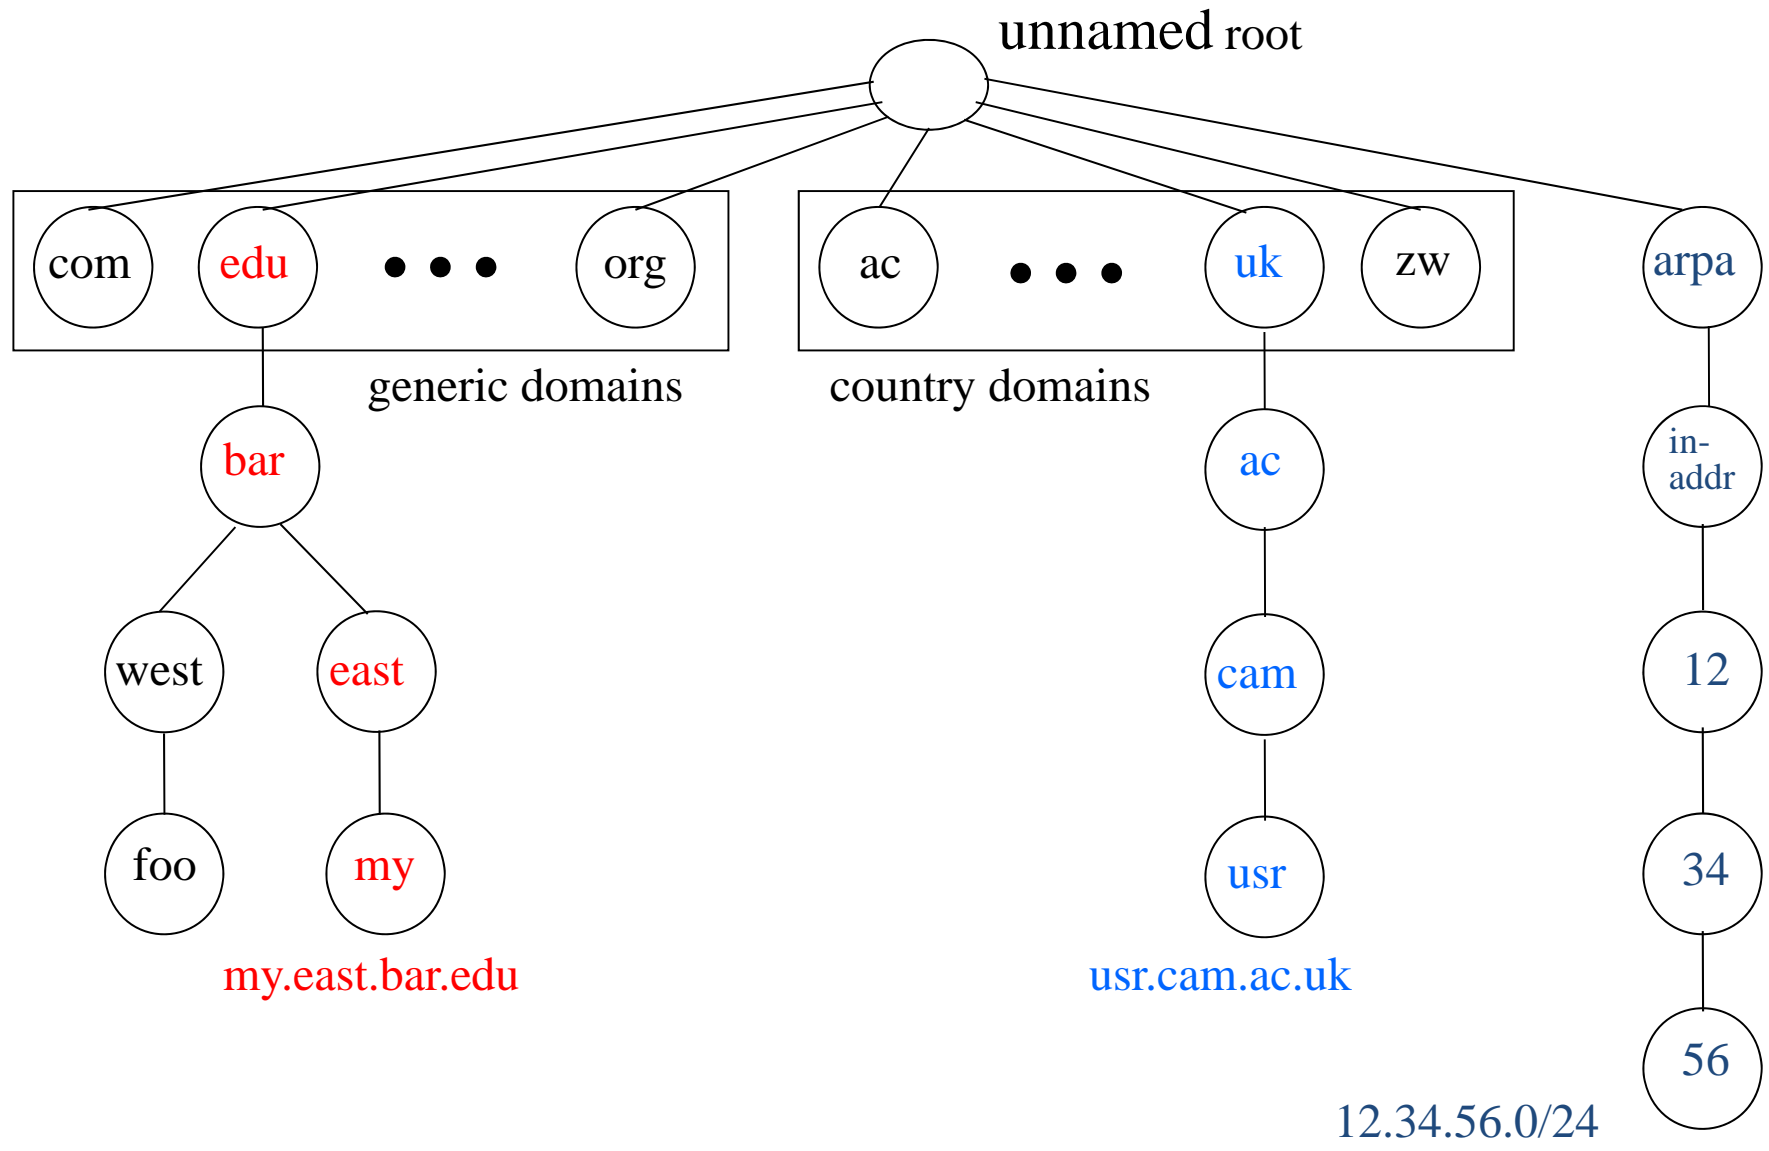 unnamed root
com edu org ac uk zw arpa
generic domains country domains
bar ac in-
addr
west east cam 12
foo my usr 34
my.east.bar.edu usr.cam.ac.uk
56
12.34.56.0/24